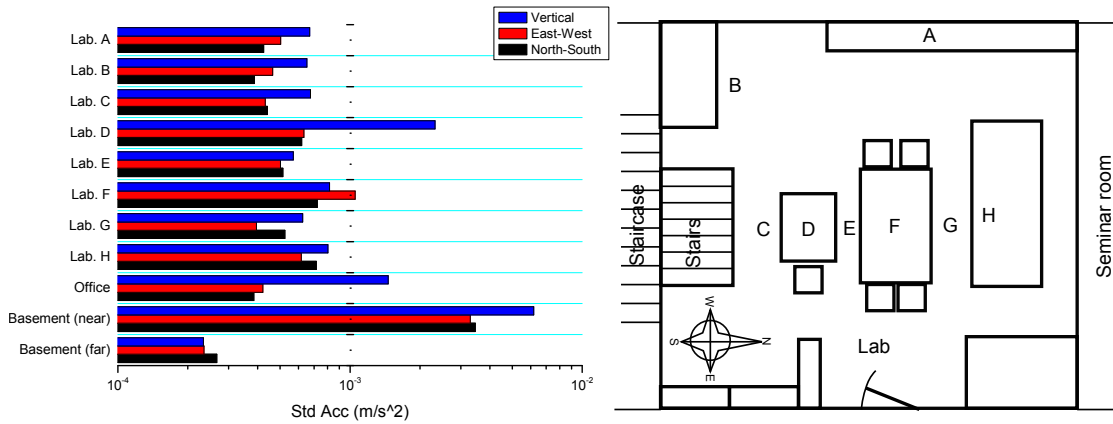 Vertical
East-West
North-South
Lab. A
Lab. B
Lab. C
Lab. D
Lab. E
Lab. F
Lab. G
Lab. H
Office
Basement (near)
Basement (far)
10-4
10-3
10-2
Std Acc (m/s^2)
A
B
C
D
E
F
G
H
Staircase
Stairs
Seminar room
Lab
W
S
N
E